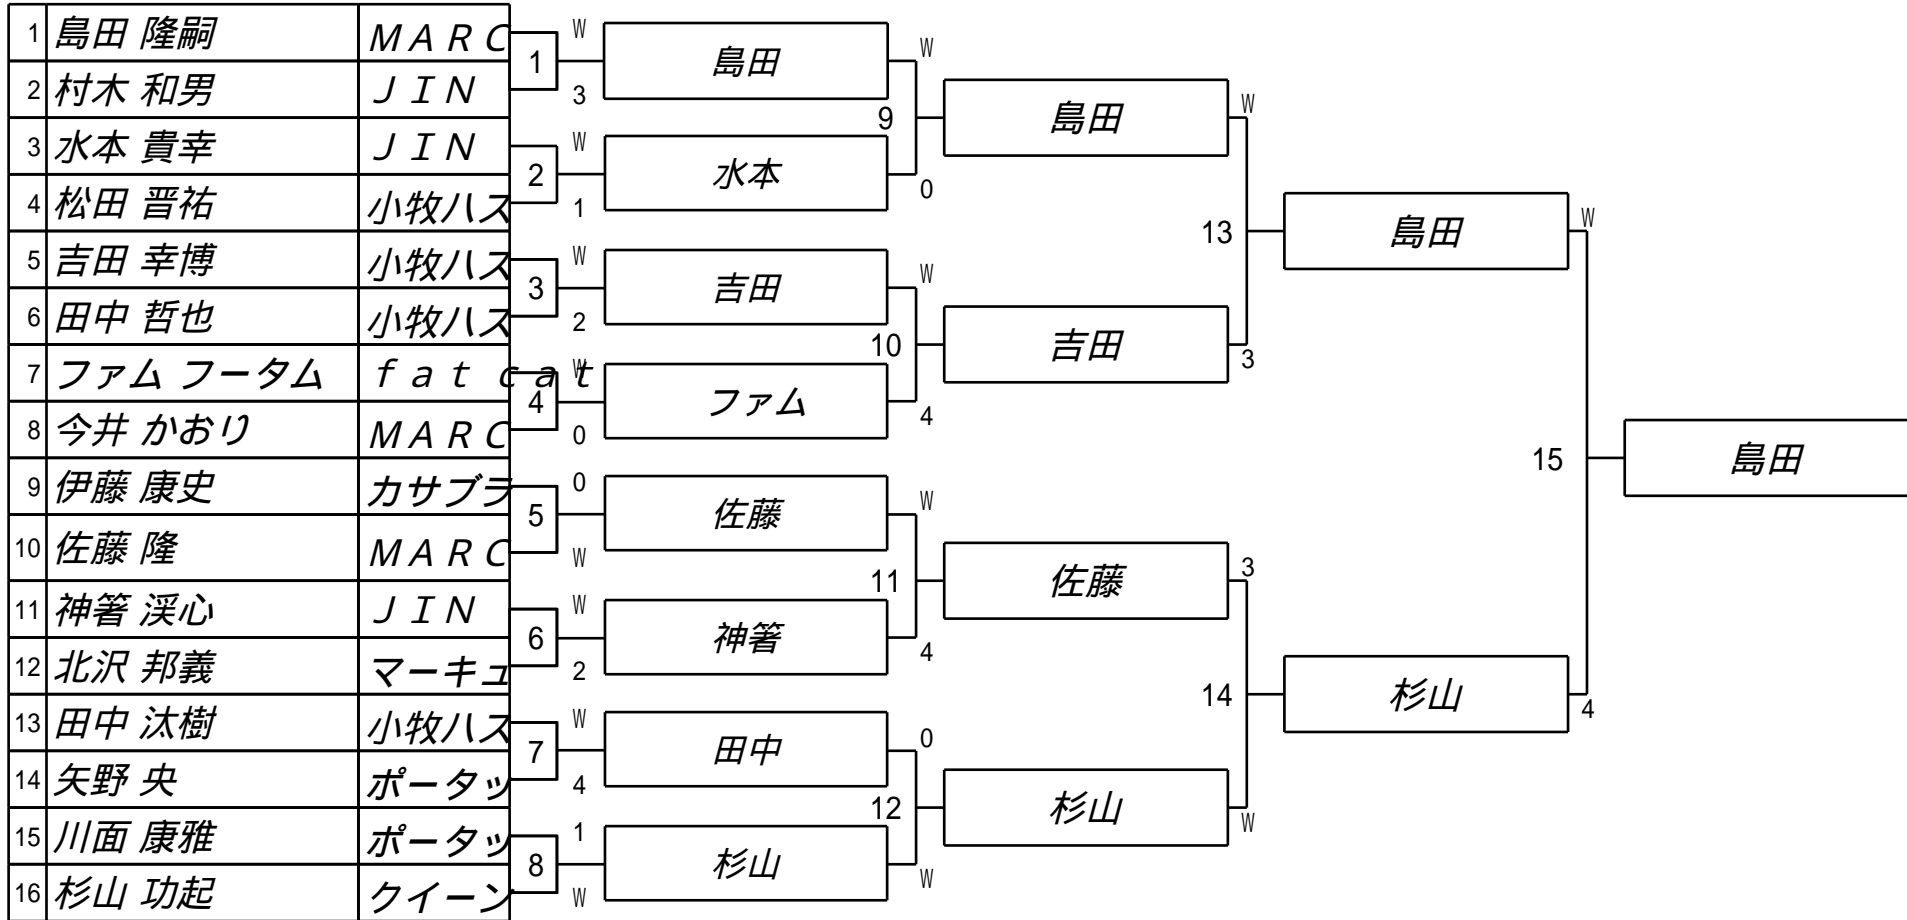 1 島田 隆嗣 ＭＡＲＣ
2 村木 和男 ＪＩＮ
3 水本 貴幸 ＪＩＮ
4 松田 晋祐 小牧ハス
5 吉田 幸博 小牧ハス
6 田中 哲也 小牧ハス
7 ファム フータム ｆａｔ ｃａｔ
8 今井 かおり ＭＡＲＣ
9 伊藤 康史 カサブラ
10 佐藤 隆 ＭＡＲＣ
11 神箸 渓心 ＪＩＮ
12 北沢 邦義 マーキュ
13 田中 汰樹 小牧ハス
14 矢野 央 ポータッ
15 川面 康雅 ポータッ
16 杉山 功起 クイーン
1 W 3
2 W 1
3 W 2
4 W 0
5 0 W
6 W 2
7 W 4
8 1 W
島田 W
9
水本 0
吉田 W
10
ファム 4
佐藤 W
11
神箸 4
田中 0
12
杉山 W
島田 W
13
吉田 3
佐藤 3
14
杉山 W
島田 W
15
杉山 4
島田